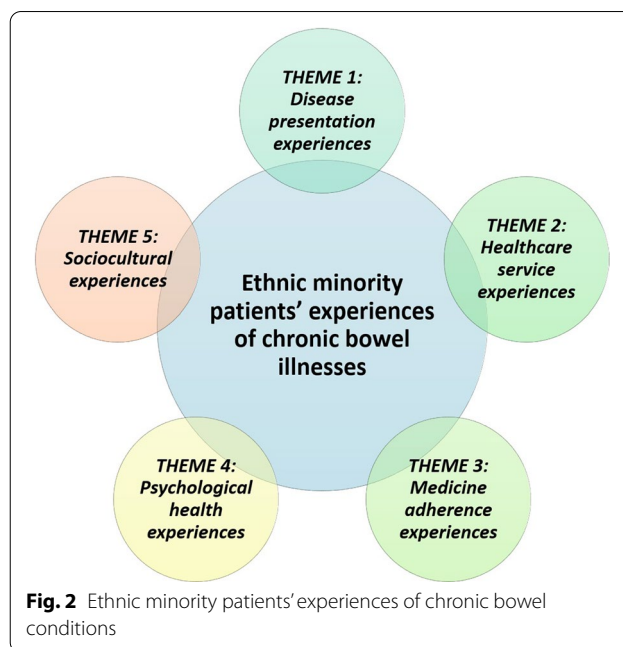 THEME 1:
Disease
presentation
experiences
THEME 2:
Healthcare
service
experiences
THEME 5:
Sociocultural
experiences
Ethnic minority
patients’ experiences
of chronic bowel
illnesses
THEME 4:
Psychological
health
experiences
THEME 3:
Medicine
adherence
experiences
Fig. 2 Ethnic minority patients’ experiences of chronic bowel
conditions